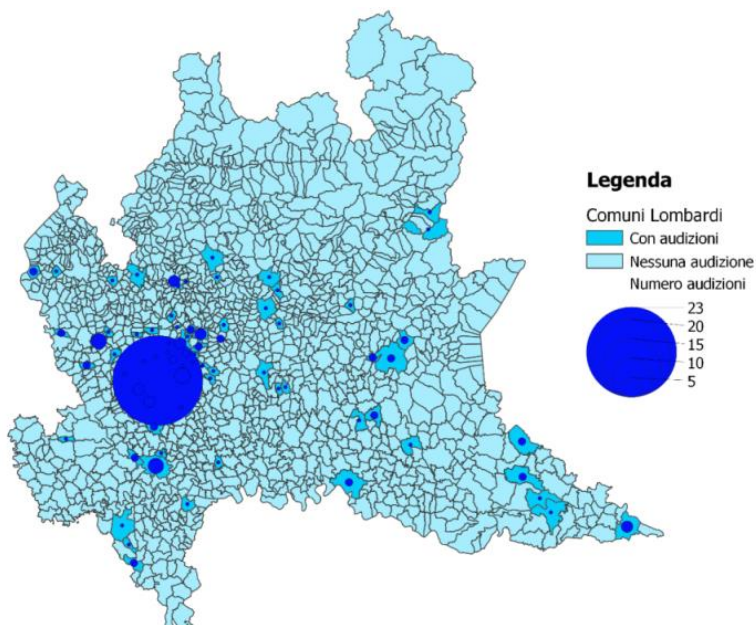 Legenda
Comuni Lombardi
Con audizioni
Nessuna audizione
Numero audizioni
23
20
15
10
5